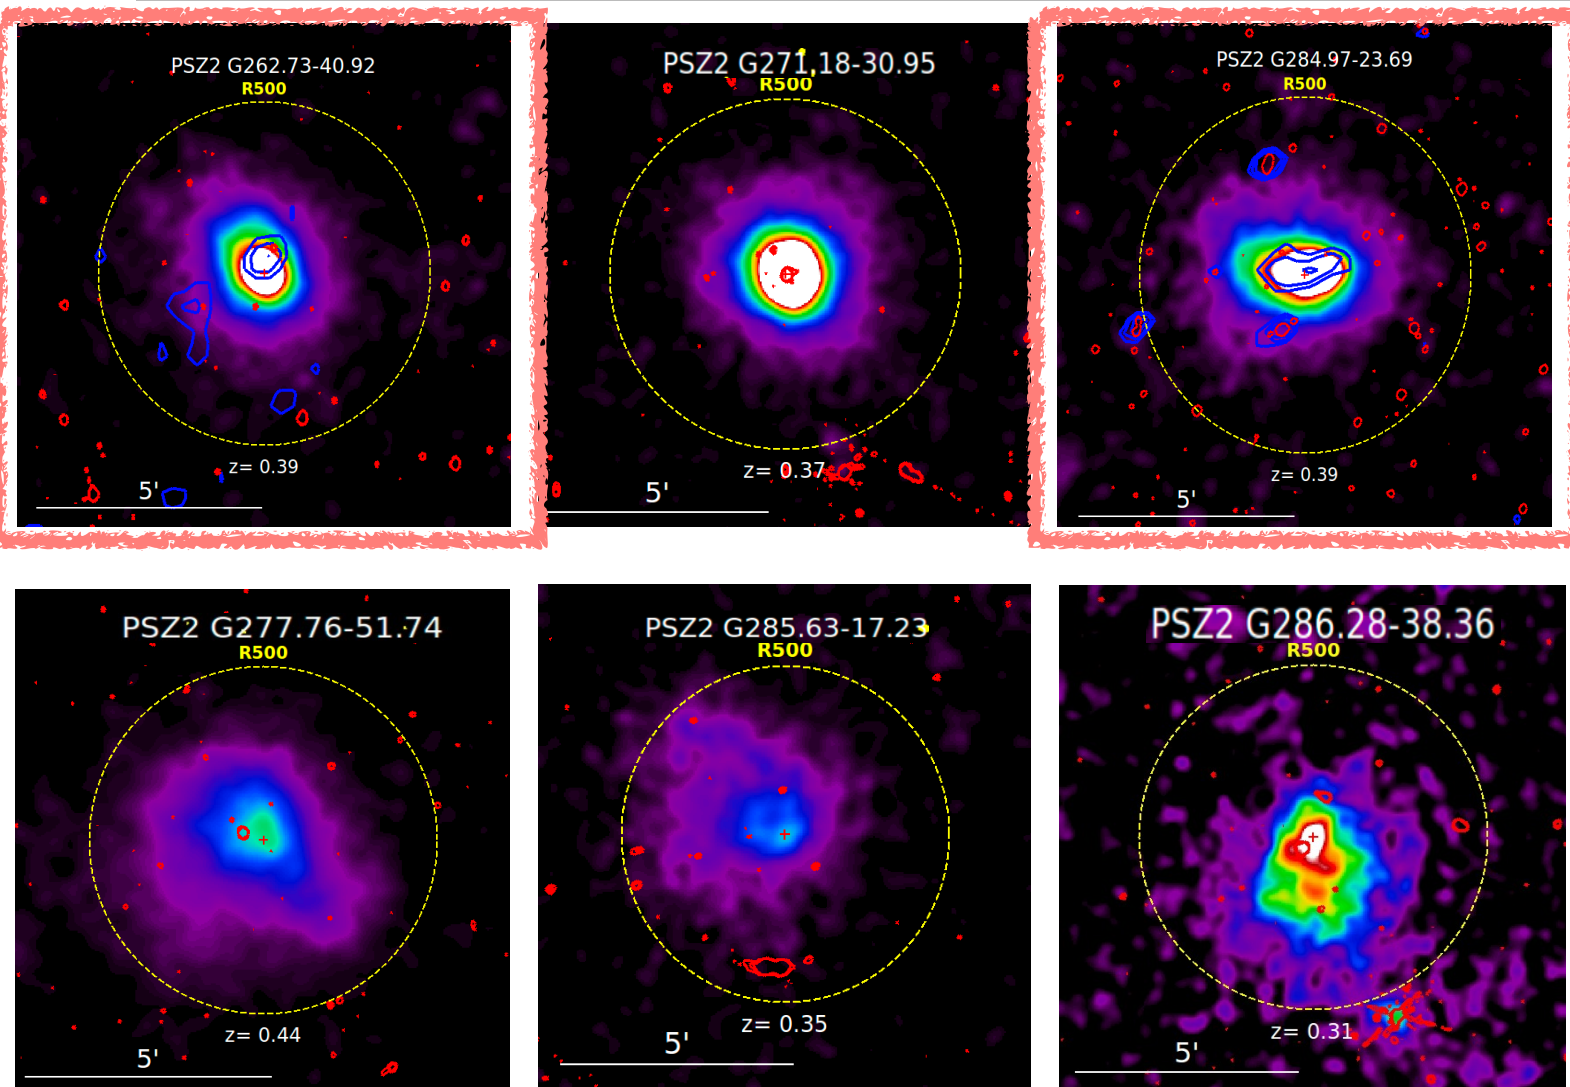 PSZ2 G262.73-40.92
R500
z= 0.39
5'
PSZ2 G271.18-30.95
R500
z= 0.37
5'
PSZ2 G284.97-23.69
R500
z= 0.39
5'
PSZ2 G277.76-51.74
R500
z= 0.44
5'
PSZ2 G285.63-17.23
R500
z= 0.35
5'
PSZ2 G286.28-38.36
R500
z= 0.31
5'